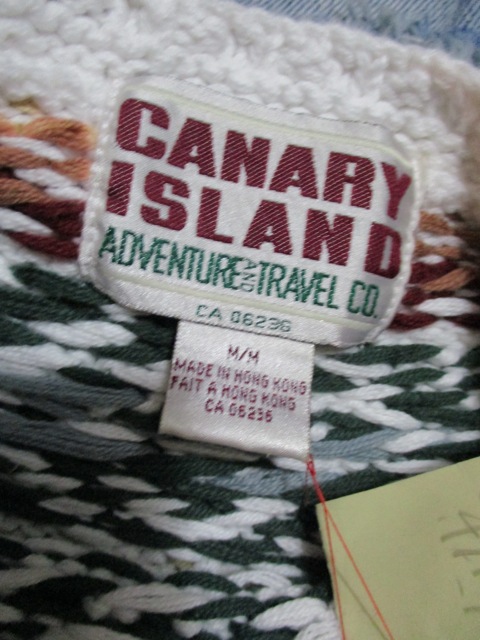 CANARY
ISLAND
ADVENTURE AND TRAVEL CO.
CA 06236
M/M
MADE IN HONG KONG
FAIT A HONG KONG
CA 06236